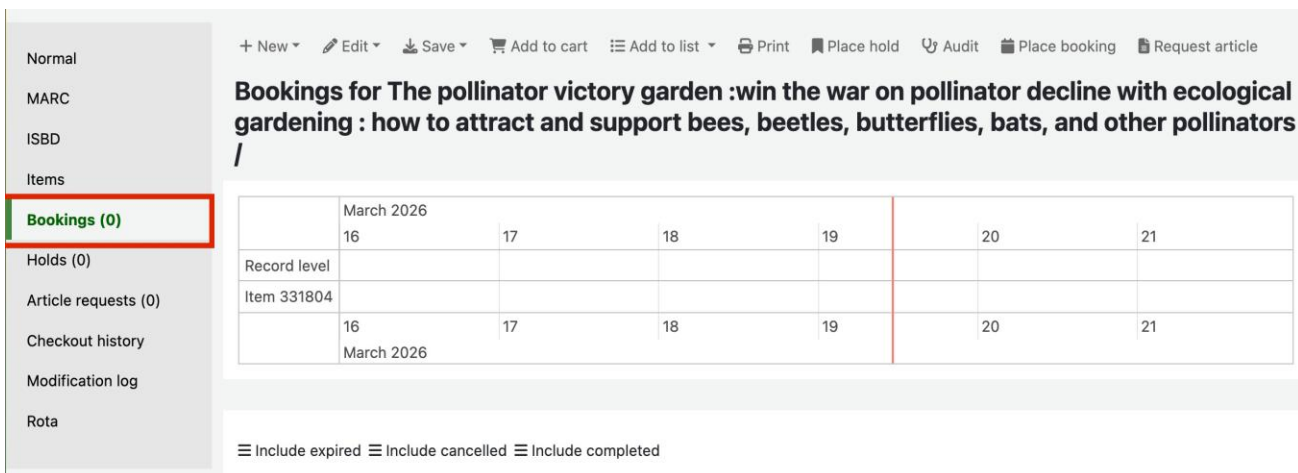 Normal
MARC
ISBD
Items
Bookings (0)
Holds (0)
Article requests (0)
Checkout history
Modification log
Rota
+ New Edit Save Add to cart Add to list Print Place hold Audit Place booking Request article
Bookings for The pollinator victory garden :win the war on pollinator decline with ecological
gardening : how to attract and support bees, beetles, butterflies, bats, and other pollinators
/
March 2026
16 17 18 19 20 21
Record level
Item 331804
16 17 18 19 20 21
March 2026
Include expired Include cancelled Include completed